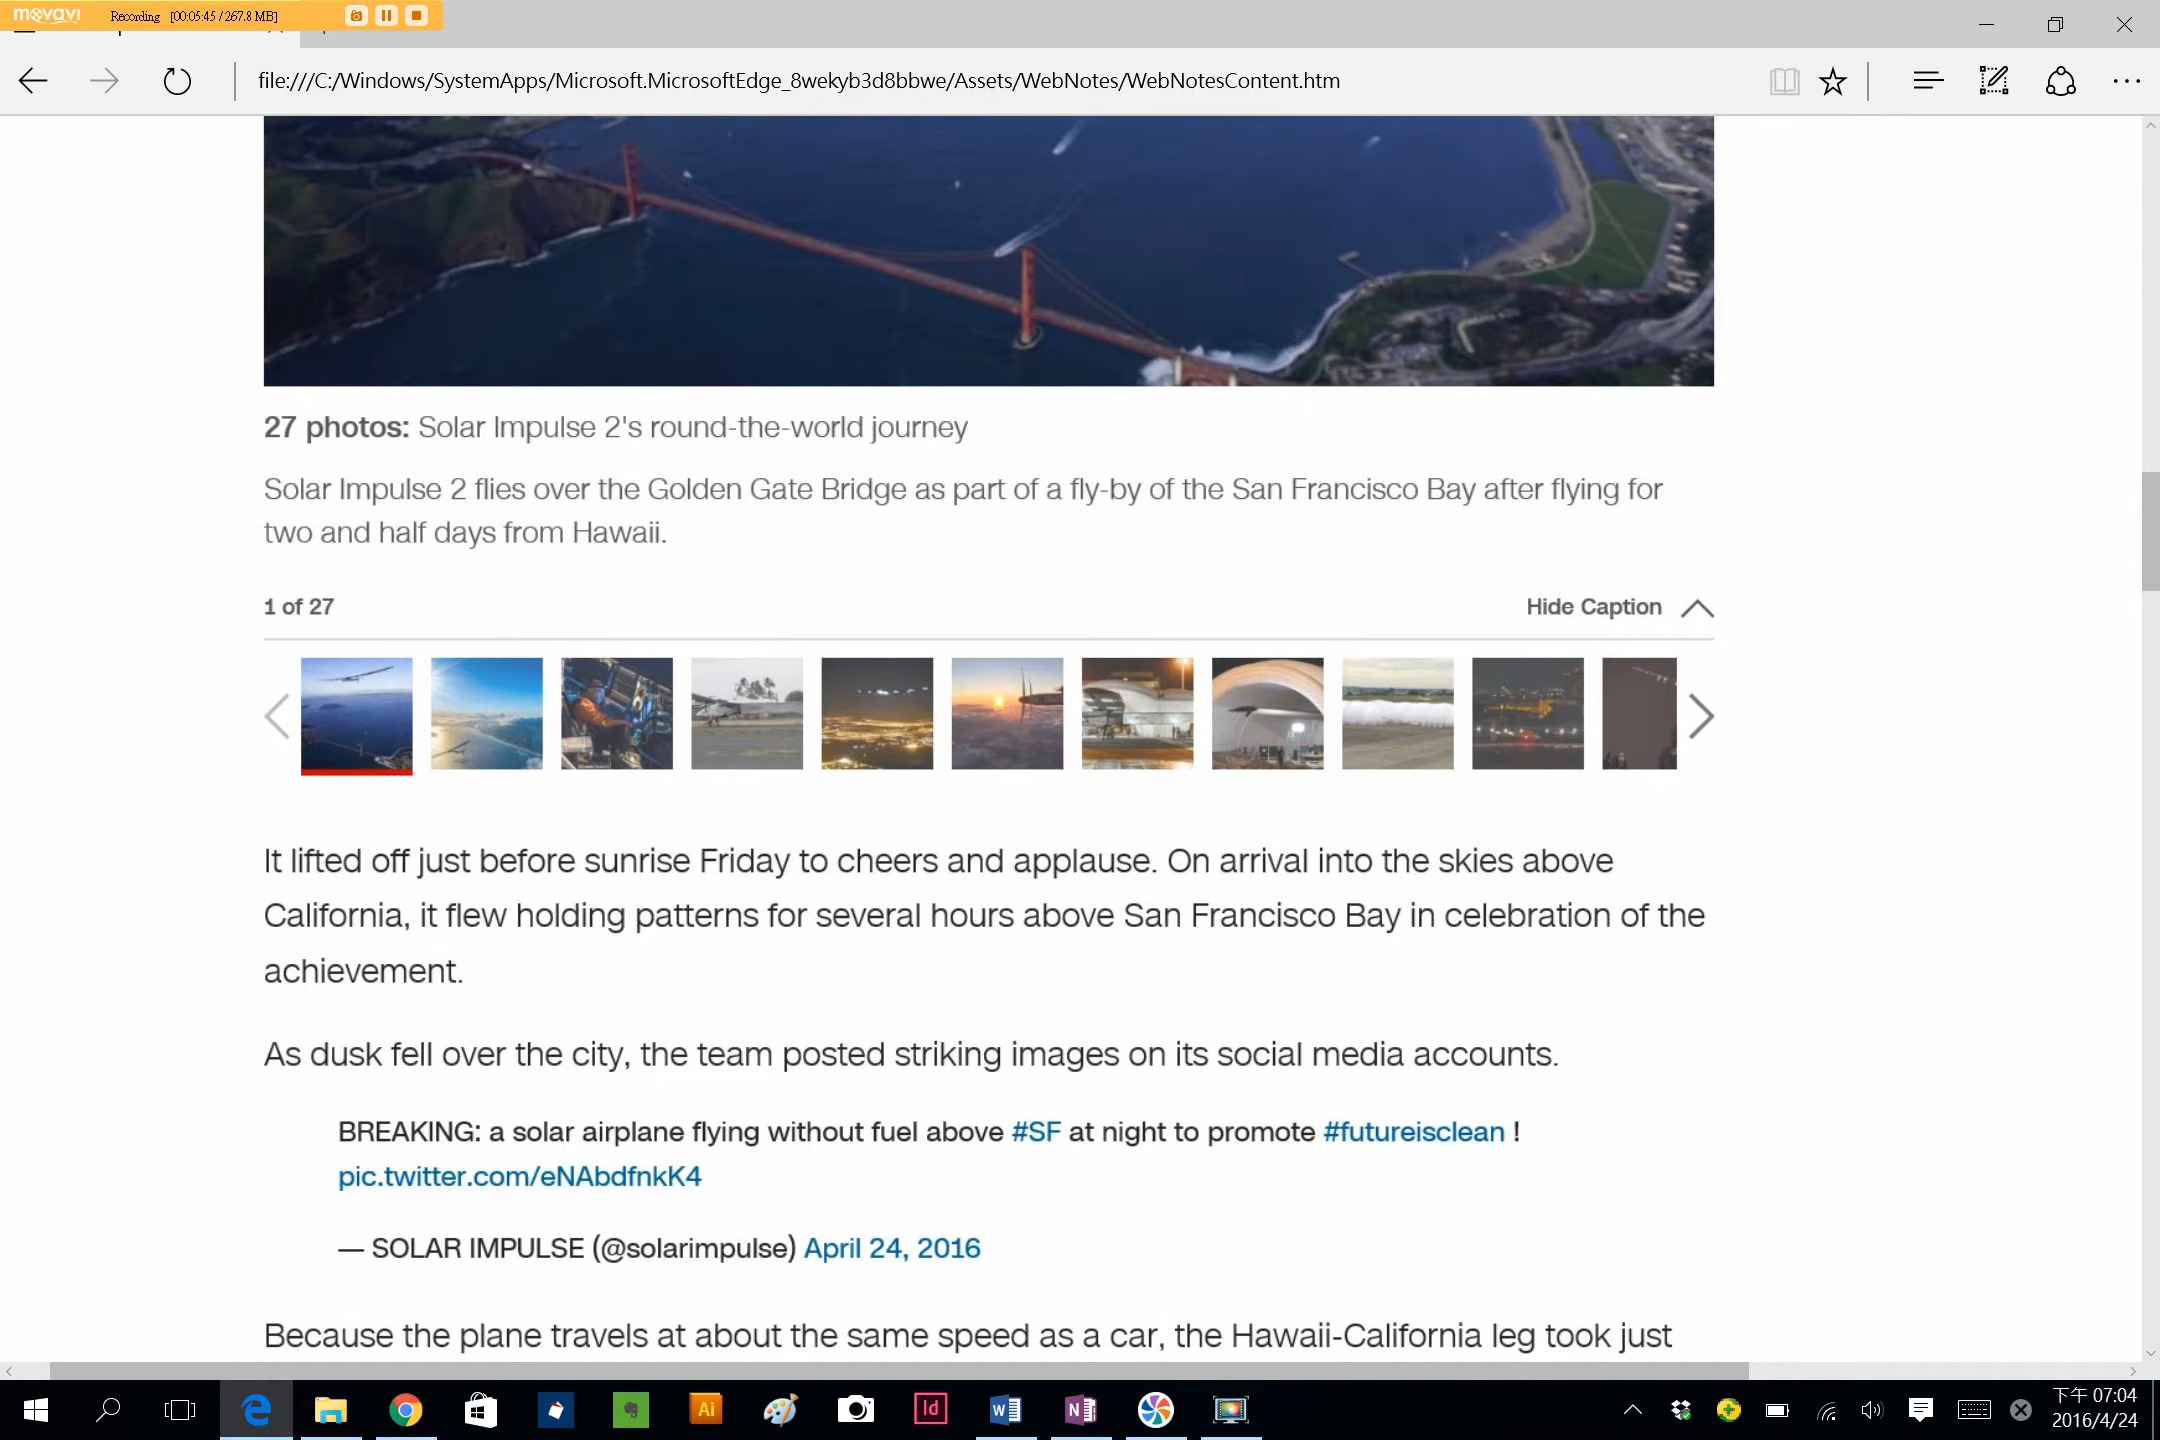 movavi Recording [00:05:45 / 267.8 MB]
file:///C:/Windows/SystemApps/Microsoft.MicrosoftEdge_8wekyb3d8bbwe/Assets/WebNotes/WebNotesContent.htm
27 photos: Solar Impulse 2's round-the-world journey
Solar Impulse 2 flies over the Golden Gate Bridge as part of a fly-by of the San Francisco Bay after flying for
two and half days from Hawaii.
1 of 27
Hide Caption
It lifted off just before sunrise Friday to cheers and applause. On arrival into the skies above
California, it flew holding patterns for several hours above San Francisco Bay in celebration of the
achievement.
As dusk fell over the city, the team posted striking images on its social media accounts.
BREAKING: a solar airplane flying without fuel above #SF at night to promote #futureisclean !
pic.twitter.com/eNAbdfnkK4
— SOLAR IMPULSE (@solarimpulse) April 24, 2016
Because the plane travels at about the same speed as a car, the Hawaii-California leg took just
Ai
Id
W
N
下午 07:04
2016/4/24